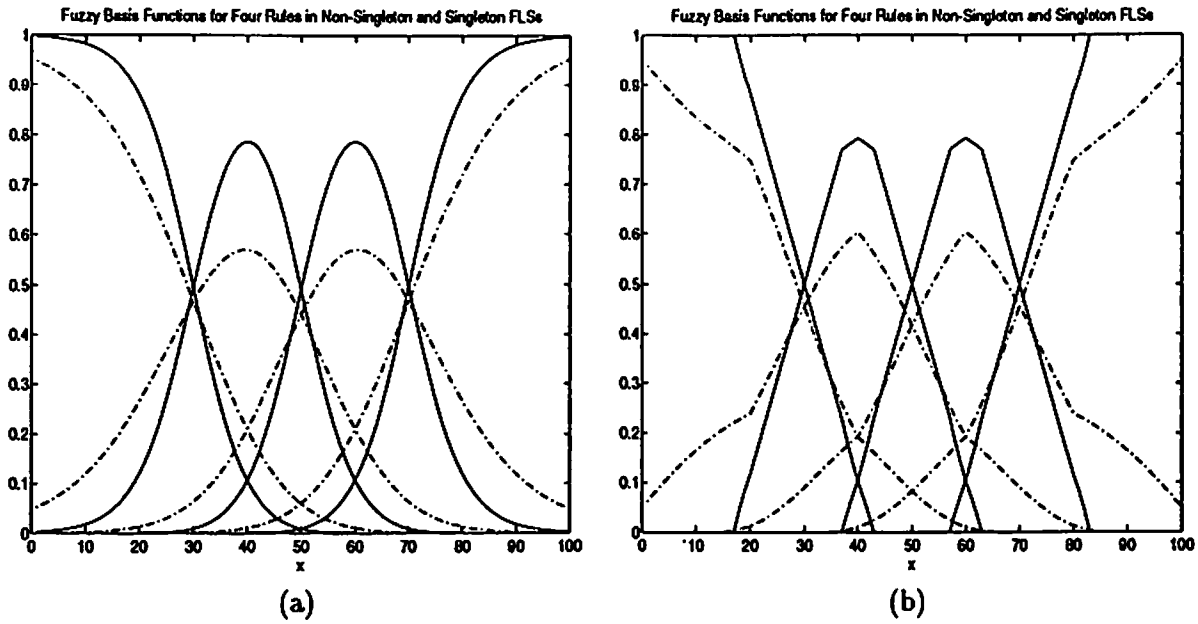 Fuzzy Basis Functions for Four Rules in Non-Singleton and Singleton FLSs
1
0.9
0.8
0.7
0.6
0.5
0.4
0.3
0.2
0.1
0
0 10 20 30 40 50 60 70 80 90 100
x
(a)
Fuzzy Basis Functions for Four Rules in Non-Singleton and Singleton FLSs
1
0.9
0.8
0.7
0.6
0.5
0.4
0.3
0.2
0.1
0
0 10 20 30 40 50 60 70 80 90 100
x
(b)